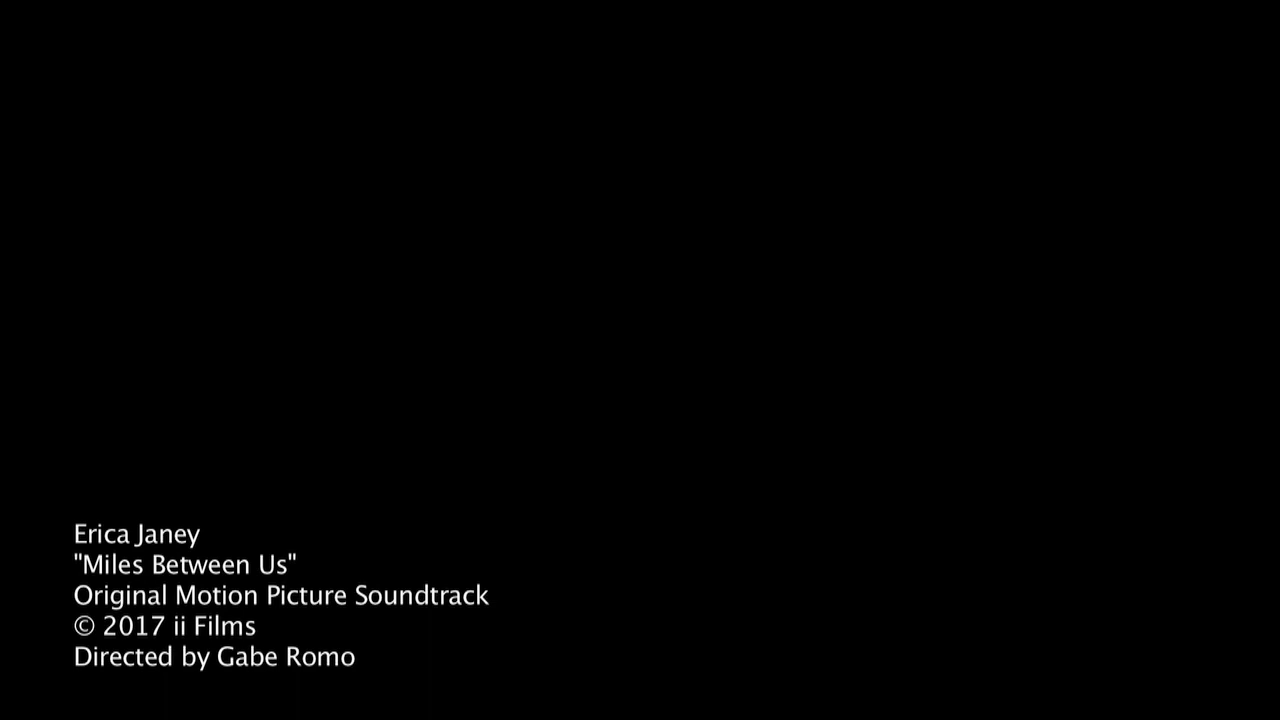 Erica Janey
"Miles Between Us"
Original Motion Picture Soundtrack
© 2017 ii Films
Directed by Gabe Romo